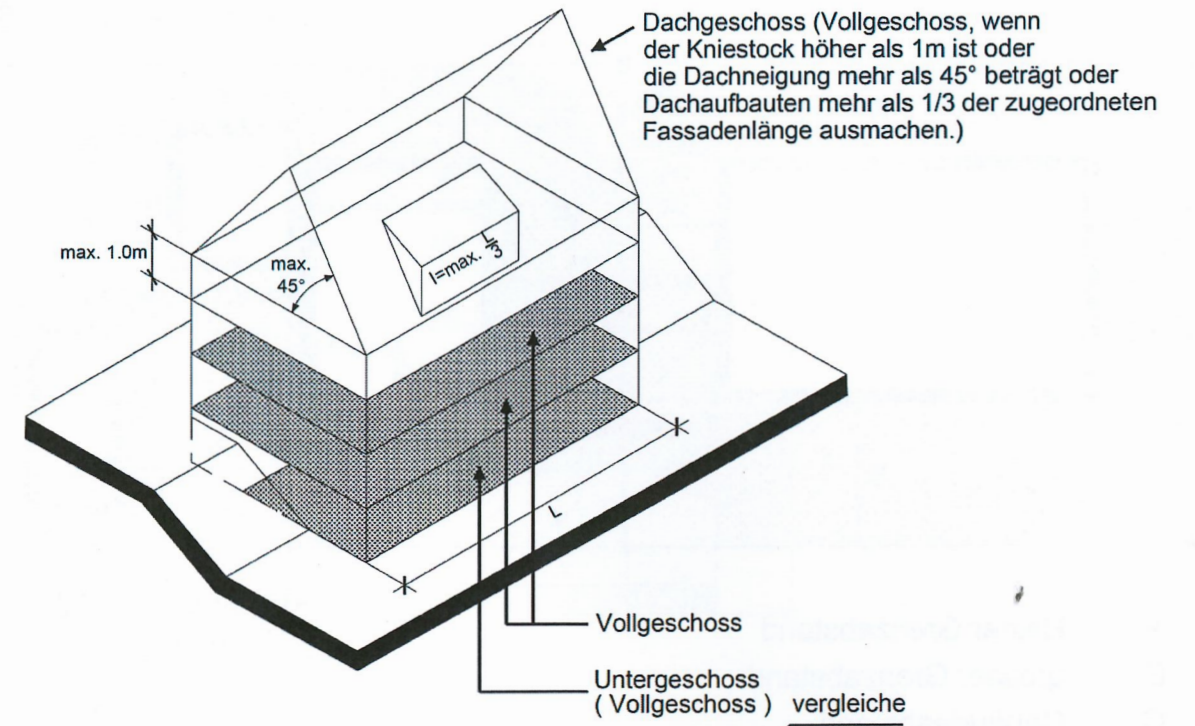 Dachgeschoss (Vollgeschoss, wenn
der Kniestock höher als 1m ist oder
die Dachneigung mehr als 45° beträgt oder
Dachaufbauten mehr als 1/3 der zugeordneten
Fassadenlänge ausmachen.)
max. 1.0m
max.
45°
l=max. L/3
L
Vollgeschoss
Untergeschoss
( Vollgeschoss ) vergleiche